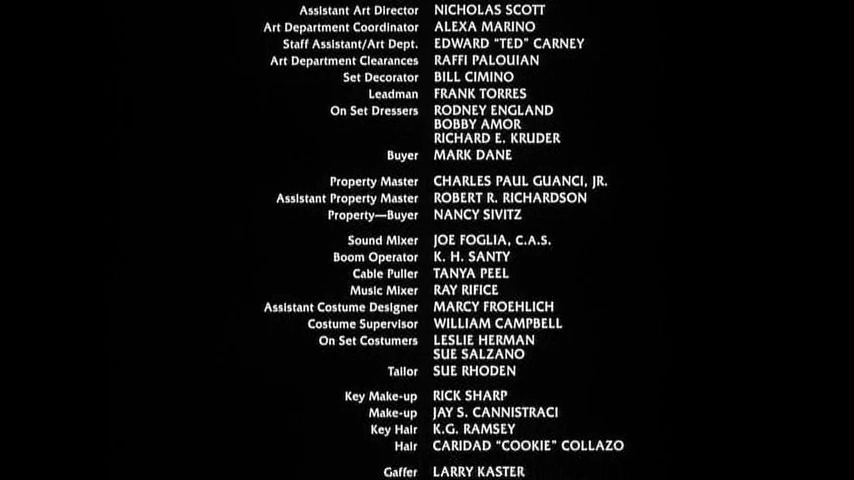 Assistant Art Director NICHOLAS SCOTT
Art Department Coordinator ALEXA MARINO
Staff Assistant/Art Dept. EDWARD "TED" CARNEY
Art Department Clearances RAFFI PALOUIAN
Set Decorator BILL CIMINO
Leadman FRANK TORRES
On Set Dressers RODNEY ENGLAND
BOBBY AMOR
RICHARD E. KRUDER
Buyer MARK DANE
Property Master CHARLES PAUL GUANCI, JR.
Assistant Property Master ROBERT R. RICHARDSON
Property—Buyer NANCY SIVITZ
Sound Mixer JOE FOGLIA, C.A.S.
Boom Operator K. H. SANTY
Cable Puller TANYA PEEL
Music Mixer RAY RIFICE
Assistant Costume Designer MARCY FROEHLICH
Costume Supervisor WILLIAM CAMPBELL
On Set Costumers LESLIE HERMAN
SUE SALZANO
Tailor SUE RHODEN
Key Make-up RICK SHARP
Make-up JAY S. CANNISTRACI
Key Hair K.G. RAMSEY
Hair CARIDAD "COOKIE" COLLAZO
Gaffer LARRY KASTER